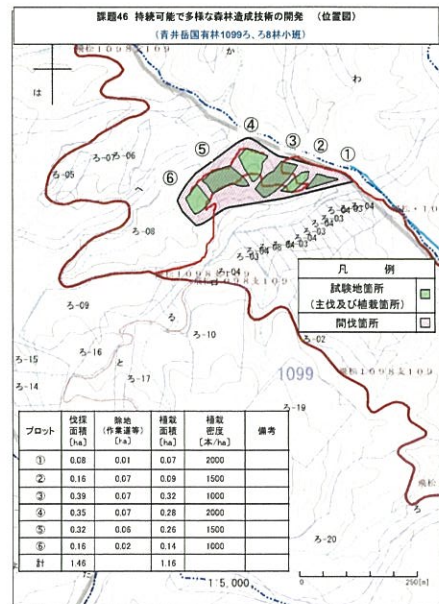 課題46 持続可能で多様な森林造成技術の開発 (位置図)
(青井岳国有林1099ろ、ろ8林小班)
か
わ
は
④
③
②
①
⑤
⑥
ろ-07
ろ-06
ろ-05
へ
ろ-08
ろ-04
ろ-03
ろ-04
ろ-09
る
ろ-10
ろ-02
ろ-15
ろ-16
と
ろ-14
ろ-17
1099
ろ-19
ろ-20
凡 例
試験地箇所
(主伐及び植栽箇所)
間伐箇所
プロット 伐採面積[ha] 除地(作業道等)[ha] 植栽面積[ha] 植栽密度[本/ha] 備考
① 0.08 0.01 0.07 2000
② 0.16 0.07 0.09 1500
③ 0.39 0.07 0.32 1000
④ 0.35 0.07 0.28 2000
⑤ 0.32 0.06 0.26 1500
⑥ 0.16 0.02 0.14 1000
計 1.46 1.16
1:5,000
0 250[m]